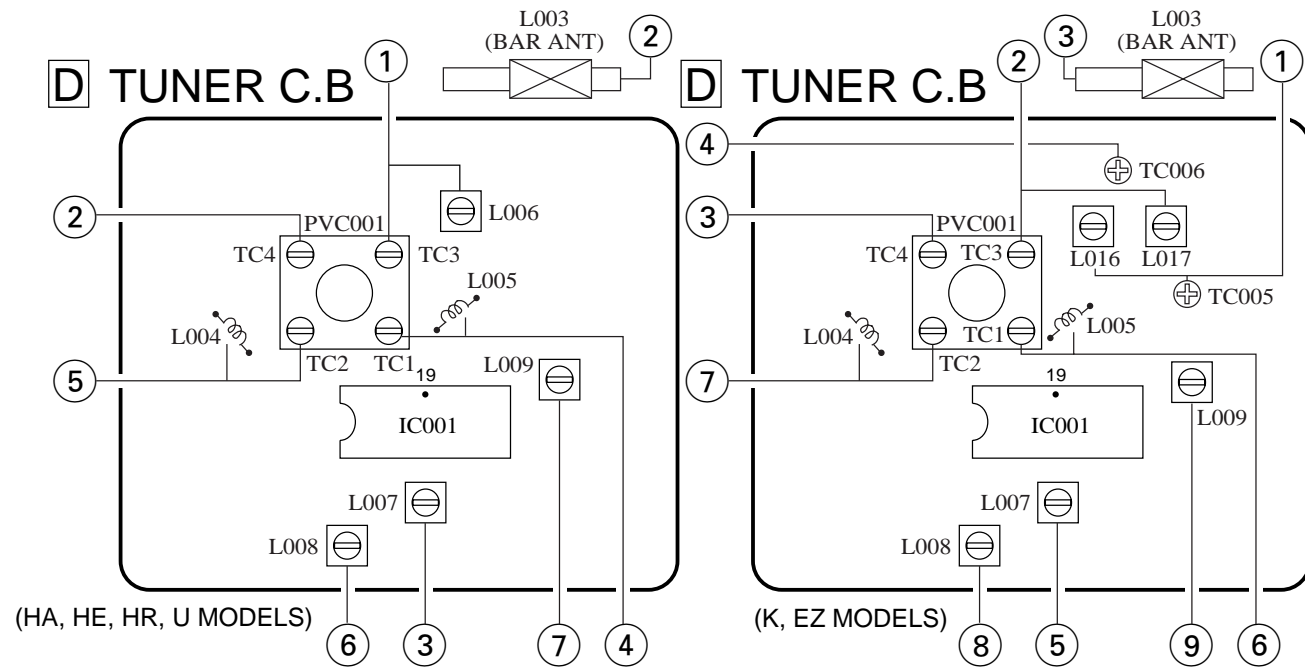 L003
(BAR ANT)
1
2
D TUNER C.B
2
PVC001
L006
TC4
TC3
L005
L004
TC2
TC1
L009
5
19
IC001
L007
L008
(HA, HE, HR, U MODELS)
6
3
7
4
L003
(BAR ANT)
3
2
1
D TUNER C.B
4
TC006
3
PVC001
TC4
TC3
L016
L017
TC005
L004
TC1
L005
TC2
7
19
L009
IC001
L007
L008
(K, EZ MODELS)
8
5
9
6